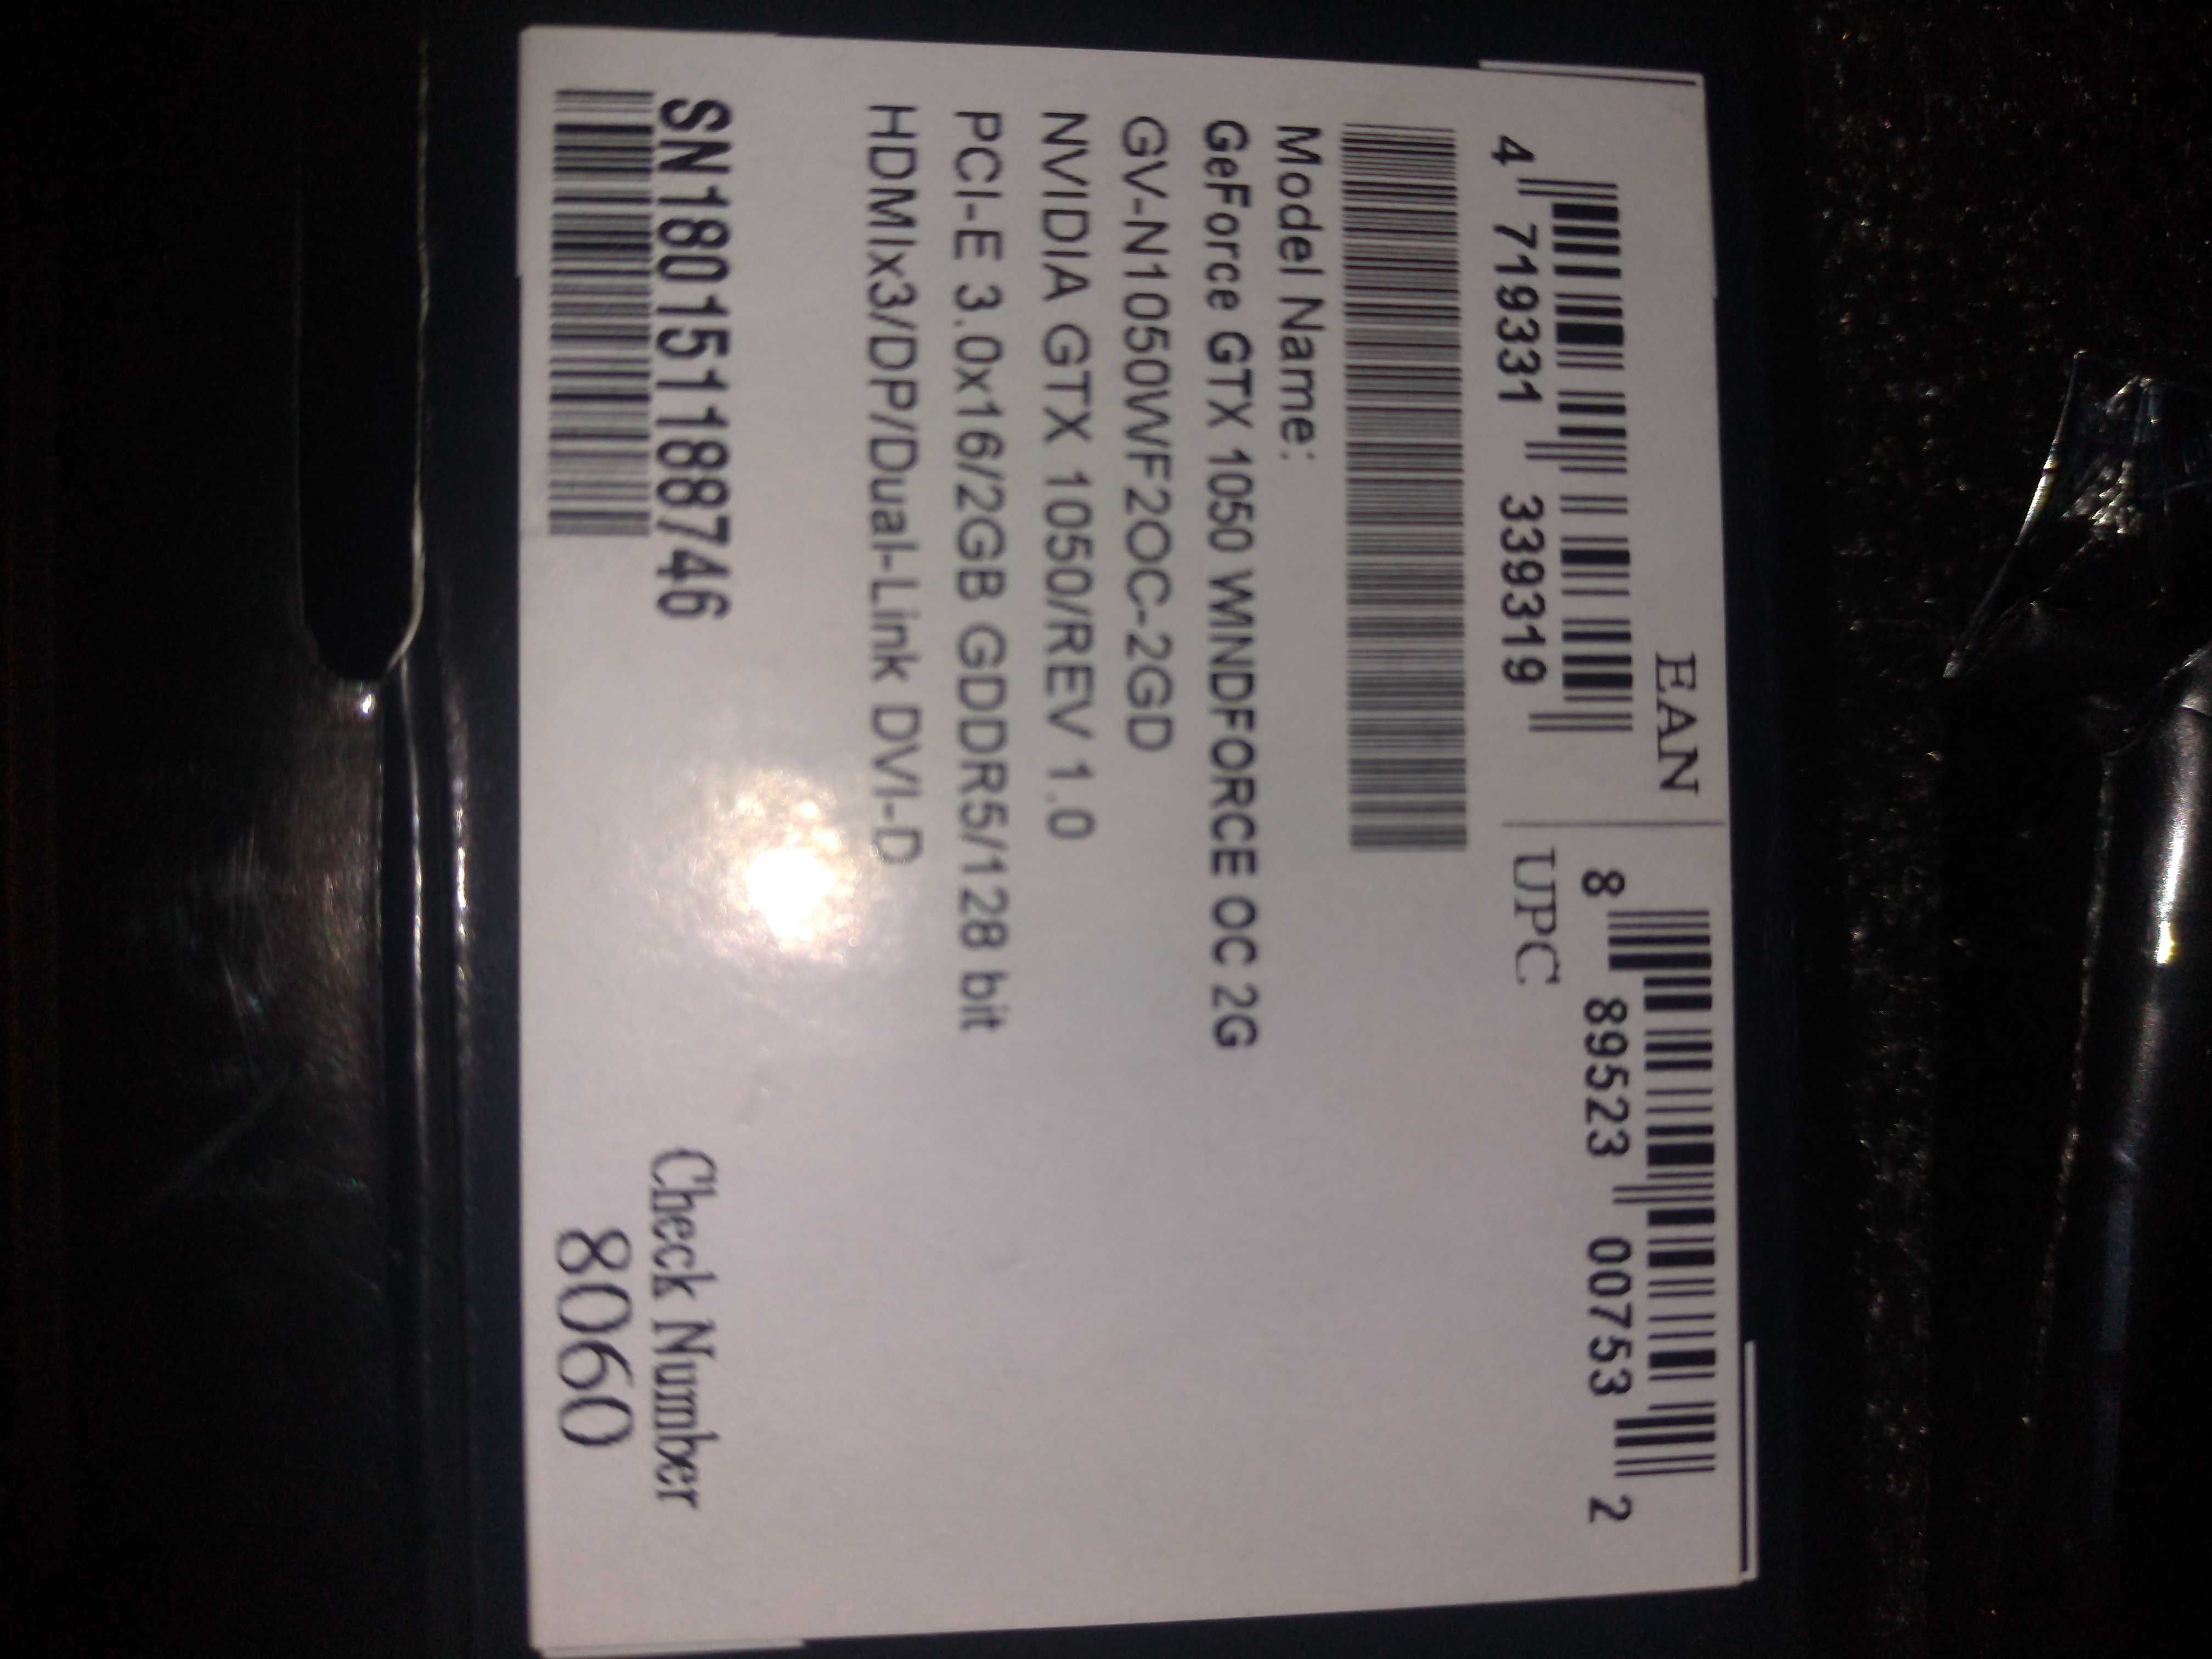 EAN
4 719331 339319
8 89523 00753 2
UPC
Model Name:
GeForce GTX 1050 WINDFORCE OC 2G
GV-N1050WF2OC-2GD
NVIDIA GTX 1050/REV 1.0
PCI-E 3.0x16/2GB GDDR5/128 bit
HDMIx3/DP/Dual-Link DVI-D
SN180151188746
Check Number
8060